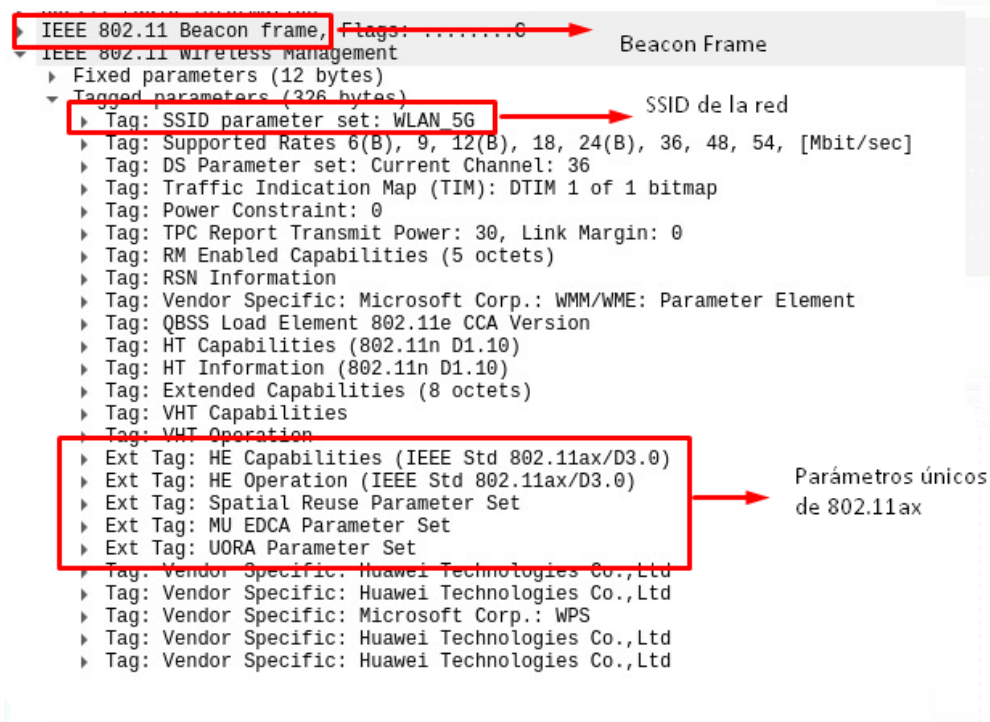 IEEE 802.11 Beacon frame, Flags: ........C
Beacon Frame
IEEE 802.11 Wireless Management
Fixed parameters (12 bytes)
Tagged parameters (326 bytes)
SSID de la red
Tag: SSID parameter set: WLAN_5G
Tag: Supported Rates 6(B), 9, 12(B), 18, 24(B), 36, 48, 54, [Mbit/sec]
Tag: DS Parameter set: Current Channel: 36
Tag: Traffic Indication Map (TIM): DTIM 1 of 1 bitmap
Tag: Power Constraint: 0
Tag: TPC Report Transmit Power: 30, Link Margin: 0
Tag: RM Enabled Capabilities (5 octets)
Tag: RSN Information
Tag: Vendor Specific: Microsoft Corp.: WMM/WME: Parameter Element
Tag: QBSS Load Element 802.11e CCA Version
Tag: HT Capabilities (802.11n D1.10)
Tag: HT Information (802.11n D1.10)
Tag: Extended Capabilities (8 octets)
Tag: VHT Capabilities
Tag: VHT Operation
Ext Tag: HE Capabilities (IEEE Std 802.11ax/D3.0)
Ext Tag: HE Operation (IEEE Std 802.11ax/D3.0)
Ext Tag: Spatial Reuse Parameter Set
Ext Tag: MU EDCA Parameter Set
Ext Tag: UORA Parameter Set
Parámetros únicos
de 802.11ax
Tag: Vendor Specific: Huawei Technologies Co.,Ltd
Tag: Vendor Specific: Huawei Technologies Co.,Ltd
Tag: Vendor Specific: Microsoft Corp.: WPS
Tag: Vendor Specific: Huawei Technologies Co.,Ltd
Tag: Vendor Specific: Huawei Technologies Co.,Ltd